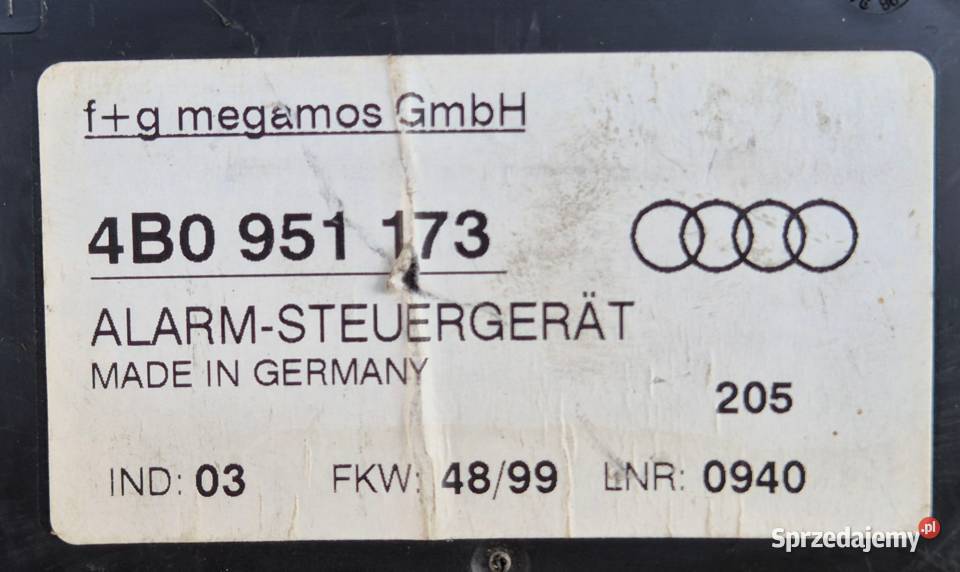 f+g megamos GmbH
4B0 951 173
ALARM-STEUERGERÄT
MADE IN GERMANY
205
IND: 03 FKW: 48/99 LNR: 0940
Sprzedajemy.pl